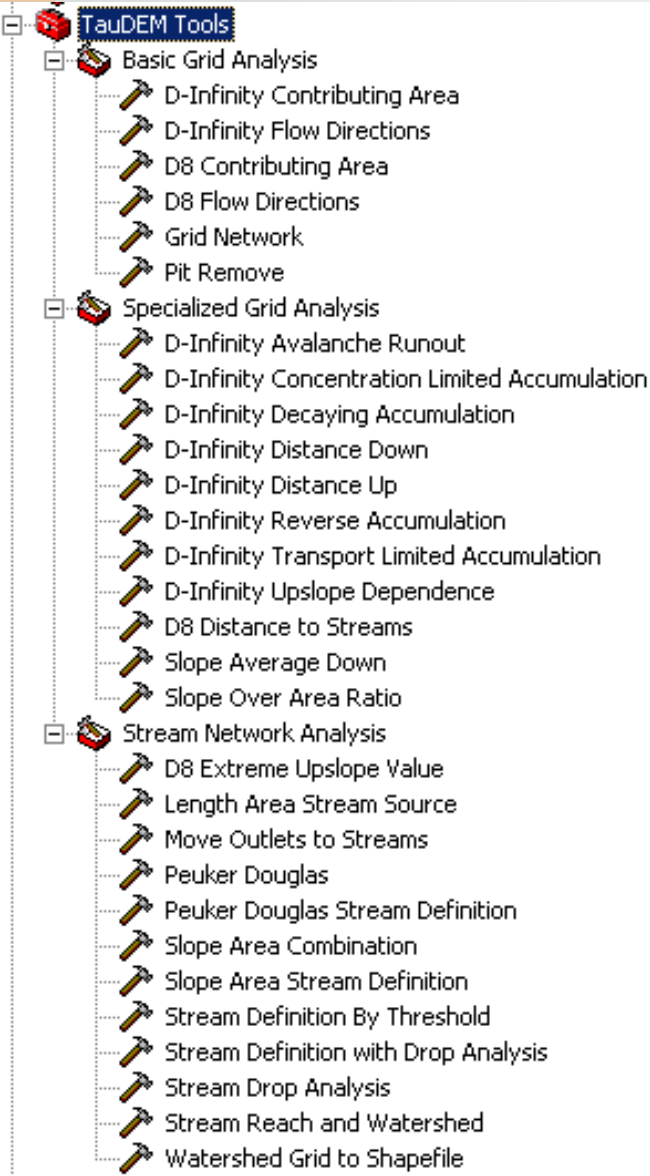 TauDEM Tools
Basic Grid Analysis
D-Infinity Contributing Area
D-Infinity Flow Directions
D8 Contributing Area
D8 Flow Directions
Grid Network
Pit Remove
Specialized Grid Analysis
D-Infinity Avalanche Runout
D-Infinity Concentration Limited Accumulation
D-Infinity Decaying Accumulation
D-Infinity Distance Down
D-Infinity Distance Up
D-Infinity Reverse Accumulation
D-Infinity Transport Limited Accumulation
D-Infinity Upslope Dependence
D8 Distance to Streams
Slope Average Down
Slope Over Area Ratio
Stream Network Analysis
D8 Extreme Upslope Value
Length Area Stream Source
Move Outlets to Streams
Peuker Douglas
Peuker Douglas Stream Definition
Slope Area Combination
Slope Area Stream Definition
Stream Definition By Threshold
Stream Definition with Drop Analysis
Stream Drop Analysis
Stream Reach and Watershed
Watershed Grid to Shapefile